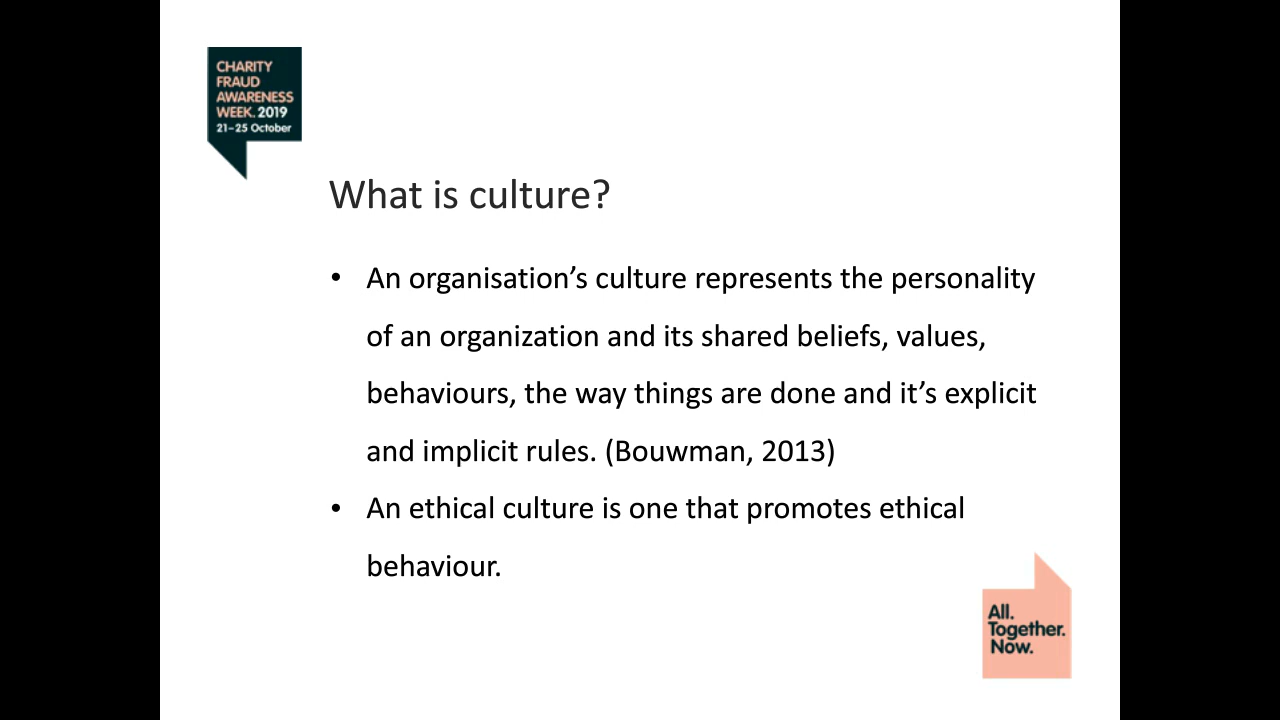 CHARITY
FRAUD
AWARENESS
WEEK. 2019
21–25 October
What is culture?
• An organisation’s culture represents the personality
of an organization and its shared beliefs, values,
behaviours, the way things are done and it’s explicit
and implicit rules. (Bouwman, 2013)
• An ethical culture is one that promotes ethical
behaviour.
All.
Together.
Now.